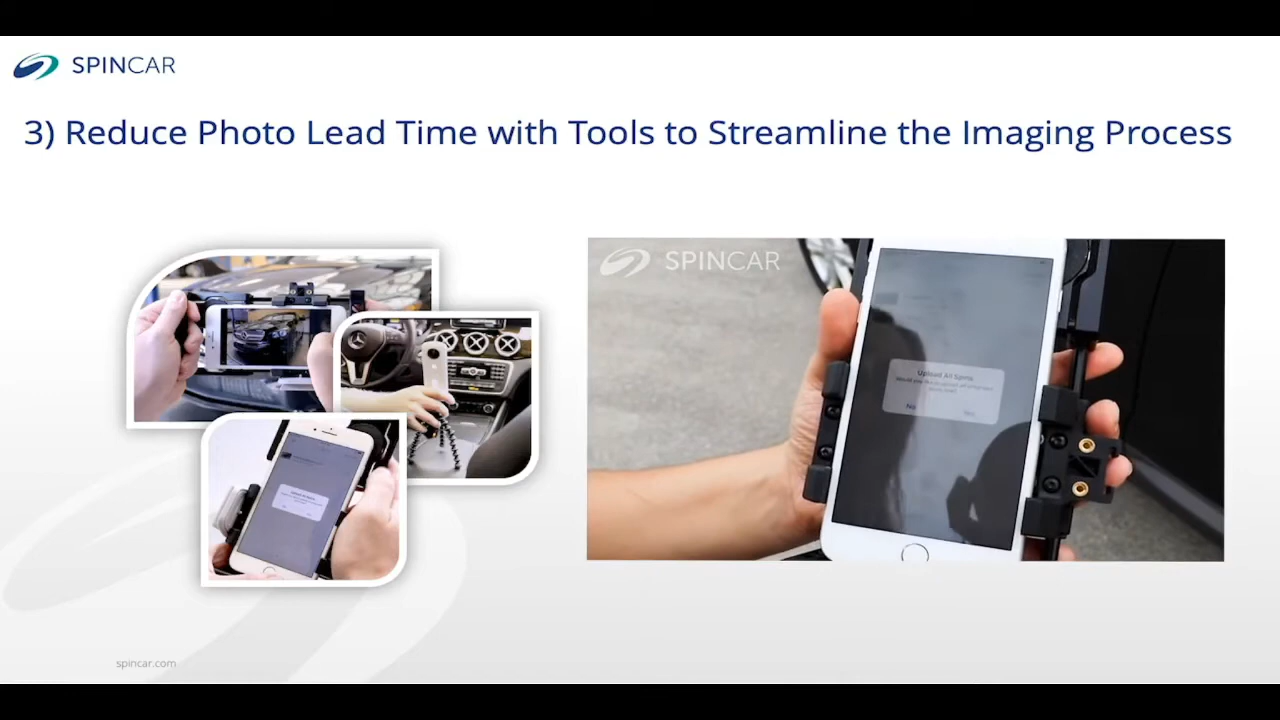 SPINCAR
3) Reduce Photo Lead Time with Tools to Streamline the Imaging Process
SPINCAR
Upload All Spins
No
spincar.com